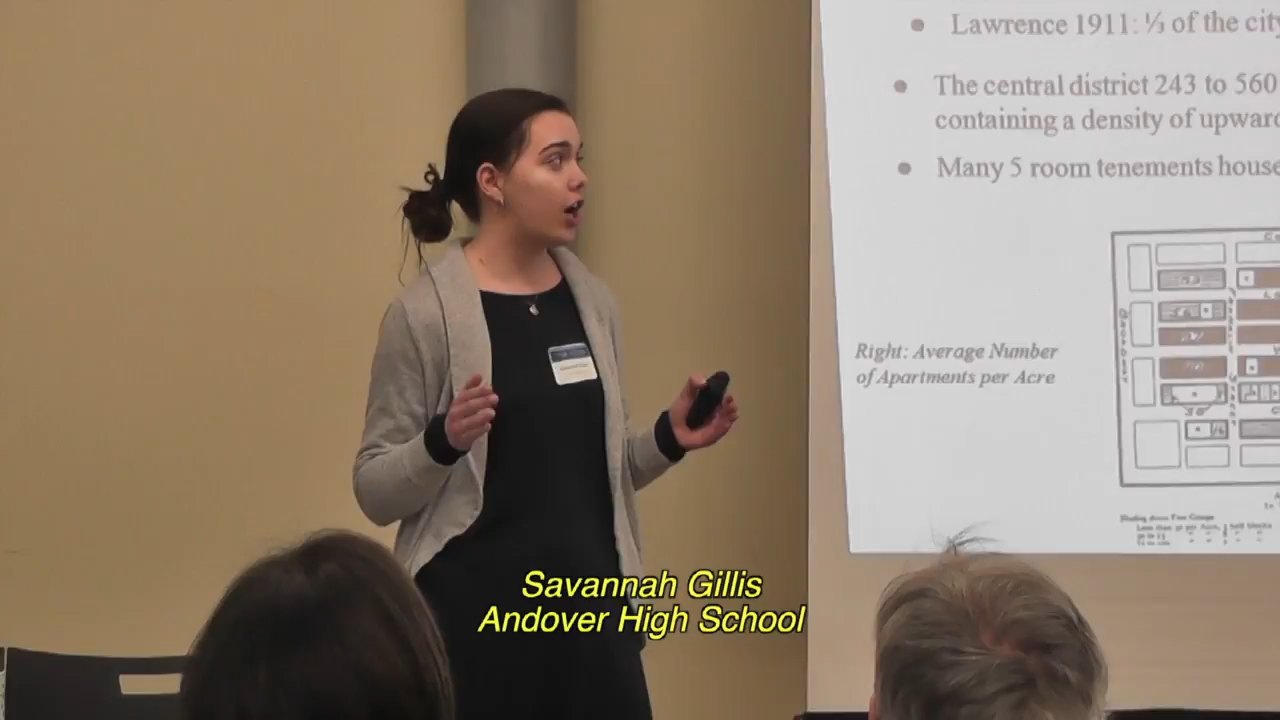 Lawrence 1911: ⅓ of the city
The central district 243 to 560
containing a density of upward
Many 5 room tenements house
Right: Average Number
of Apartments per Acre
Savannah Gillis
Andover High School